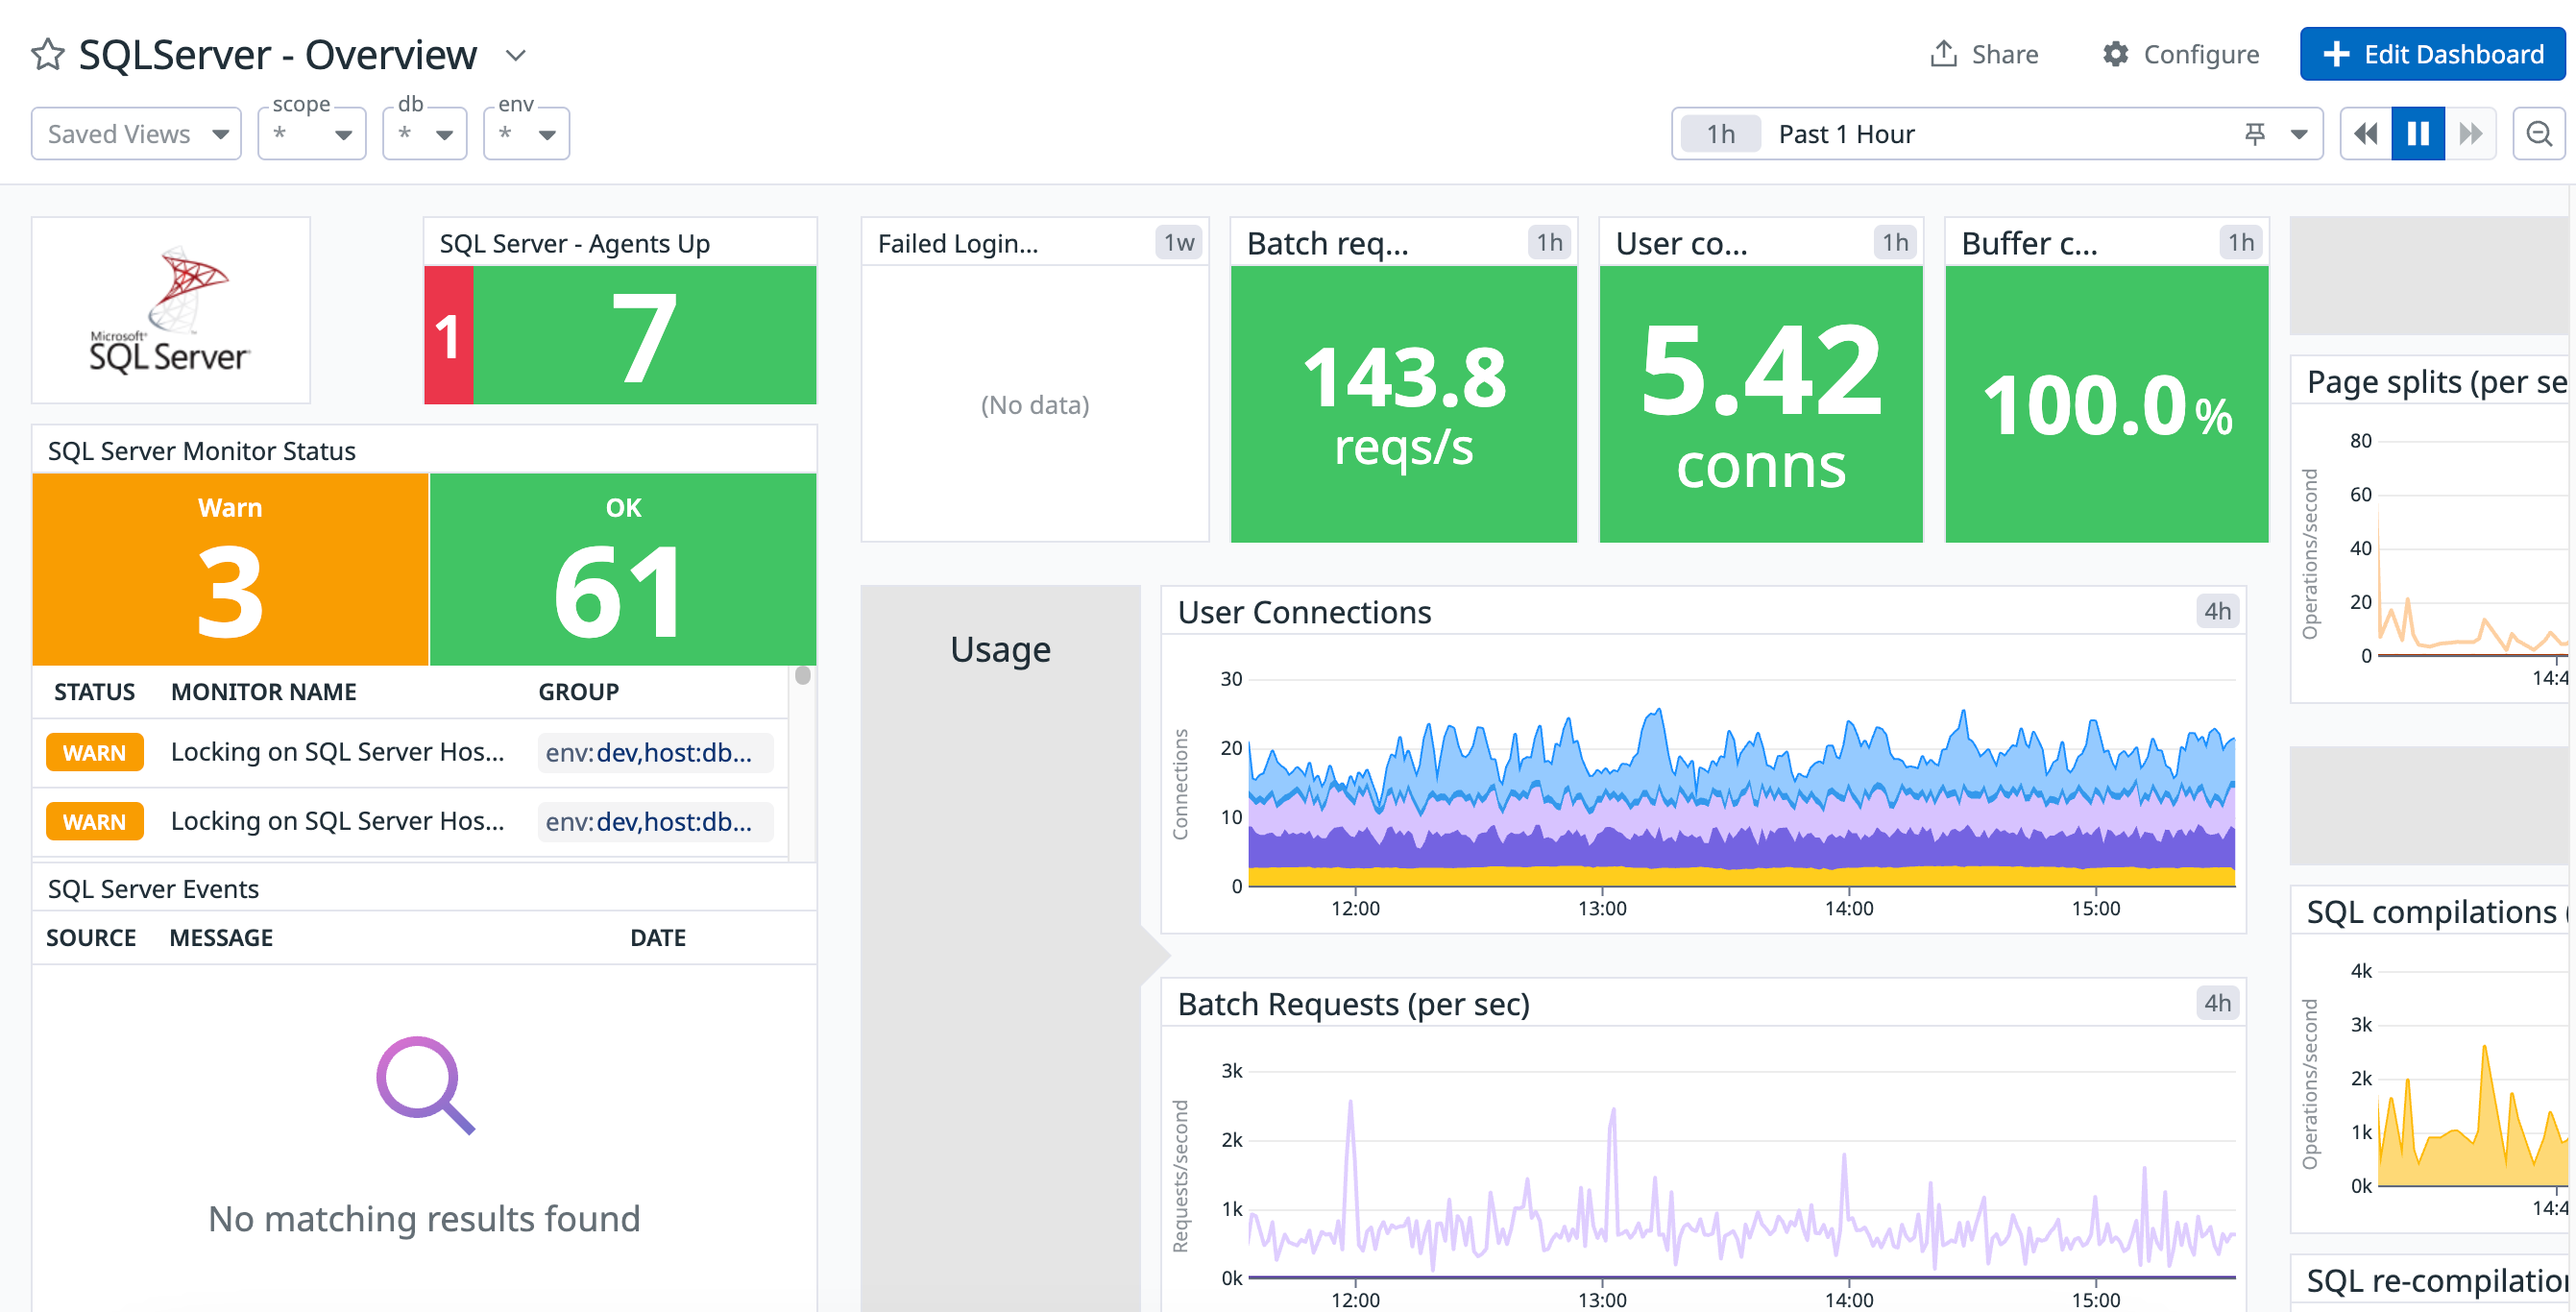 SQLServer - Overview
Share
Configure
Edit Dashboard
Saved Views
scope
*
db
*
env
*
1h Past 1 Hour
Microsoft®
SQL Server
SQL Server - Agents Up
1
7
SQL Server Monitor Status
Warn
3
OK
61
STATUS MONITOR NAME GROUP
WARN Locking on SQL Server Hos... env:dev,host:db...
WARN Locking on SQL Server Hos... env:dev,host:db...
SQL Server Events
SOURCE MESSAGE DATE
No matching results found
Failed Login... 1w
(No data)
Batch req... 1h
143.8
reqs/s
User co... 1h
5.42
conns
Buffer c... 1h
100.0%
Usage
User Connections 4h
Connections
30
20
10
0
12:00 13:00 14:00 15:00
Batch Requests (per sec) 4h
Requests/second
3k
2k
1k
0k
12:00 13:00 14:00 15:00
Page splits (per se
Operations/second
80
60
40
20
0
14:4
SQL compilations (
Operations/second
4k
3k
2k
1k
0k
14:4
SQL re-compilatio